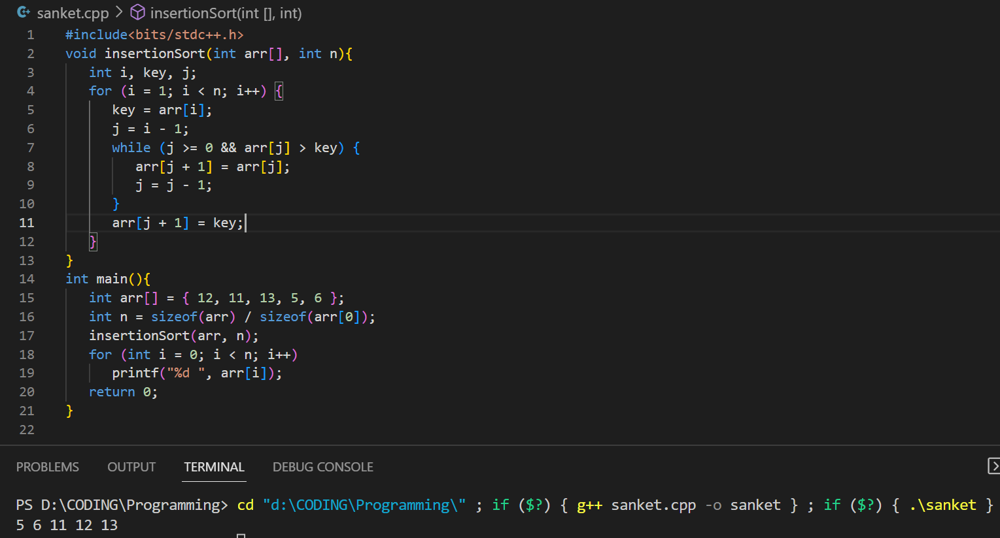 sanket.cpp > insertionSort(int [], int)
1 #include<bits/stdc++.h>
2 void insertionSort(int arr[], int n){
3    int i, key, j;
4    for (i = 1; i < n; i++) {
5       key = arr[i];
6       j = i - 1;
7       while (j >= 0 && arr[j] > key) {
8          arr[j + 1] = arr[j];
9          j = j - 1;
10       }
11       arr[j + 1] = key;
12    }
13 }
14 int main(){
15    int arr[] = { 12, 11, 13, 5, 6 };
16    int n = sizeof(arr) / sizeof(arr[0]);
17    insertionSort(arr, n);
18    for (int i = 0; i < n; i++)
19       printf("%d ", arr[i]);
20    return 0;
21 }
22
PROBLEMS OUTPUT TERMINAL DEBUG CONSOLE
PS D:\CODING\Programming> cd "d:\CODING\Programming\" ; if ($?) { g++ sanket.cpp -o sanket } ; if ($?) { .\sanket }
5 6 11 12 13